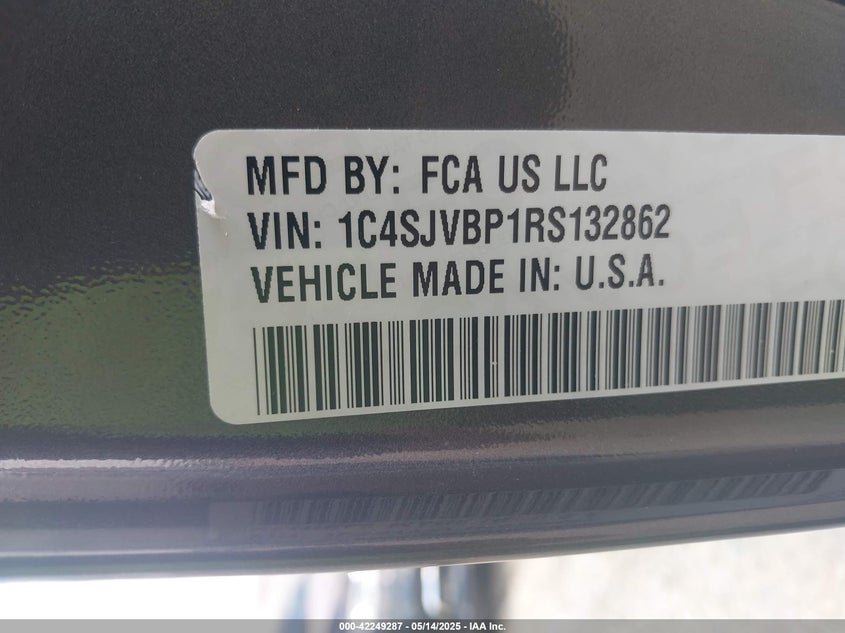 MFD BY: FCA US LLC
VIN: 1C4SJVBP1RS132862
VEHICLE MADE IN: U.S.A.
000-42249287 - 05/14/2025 - IAA Inc.